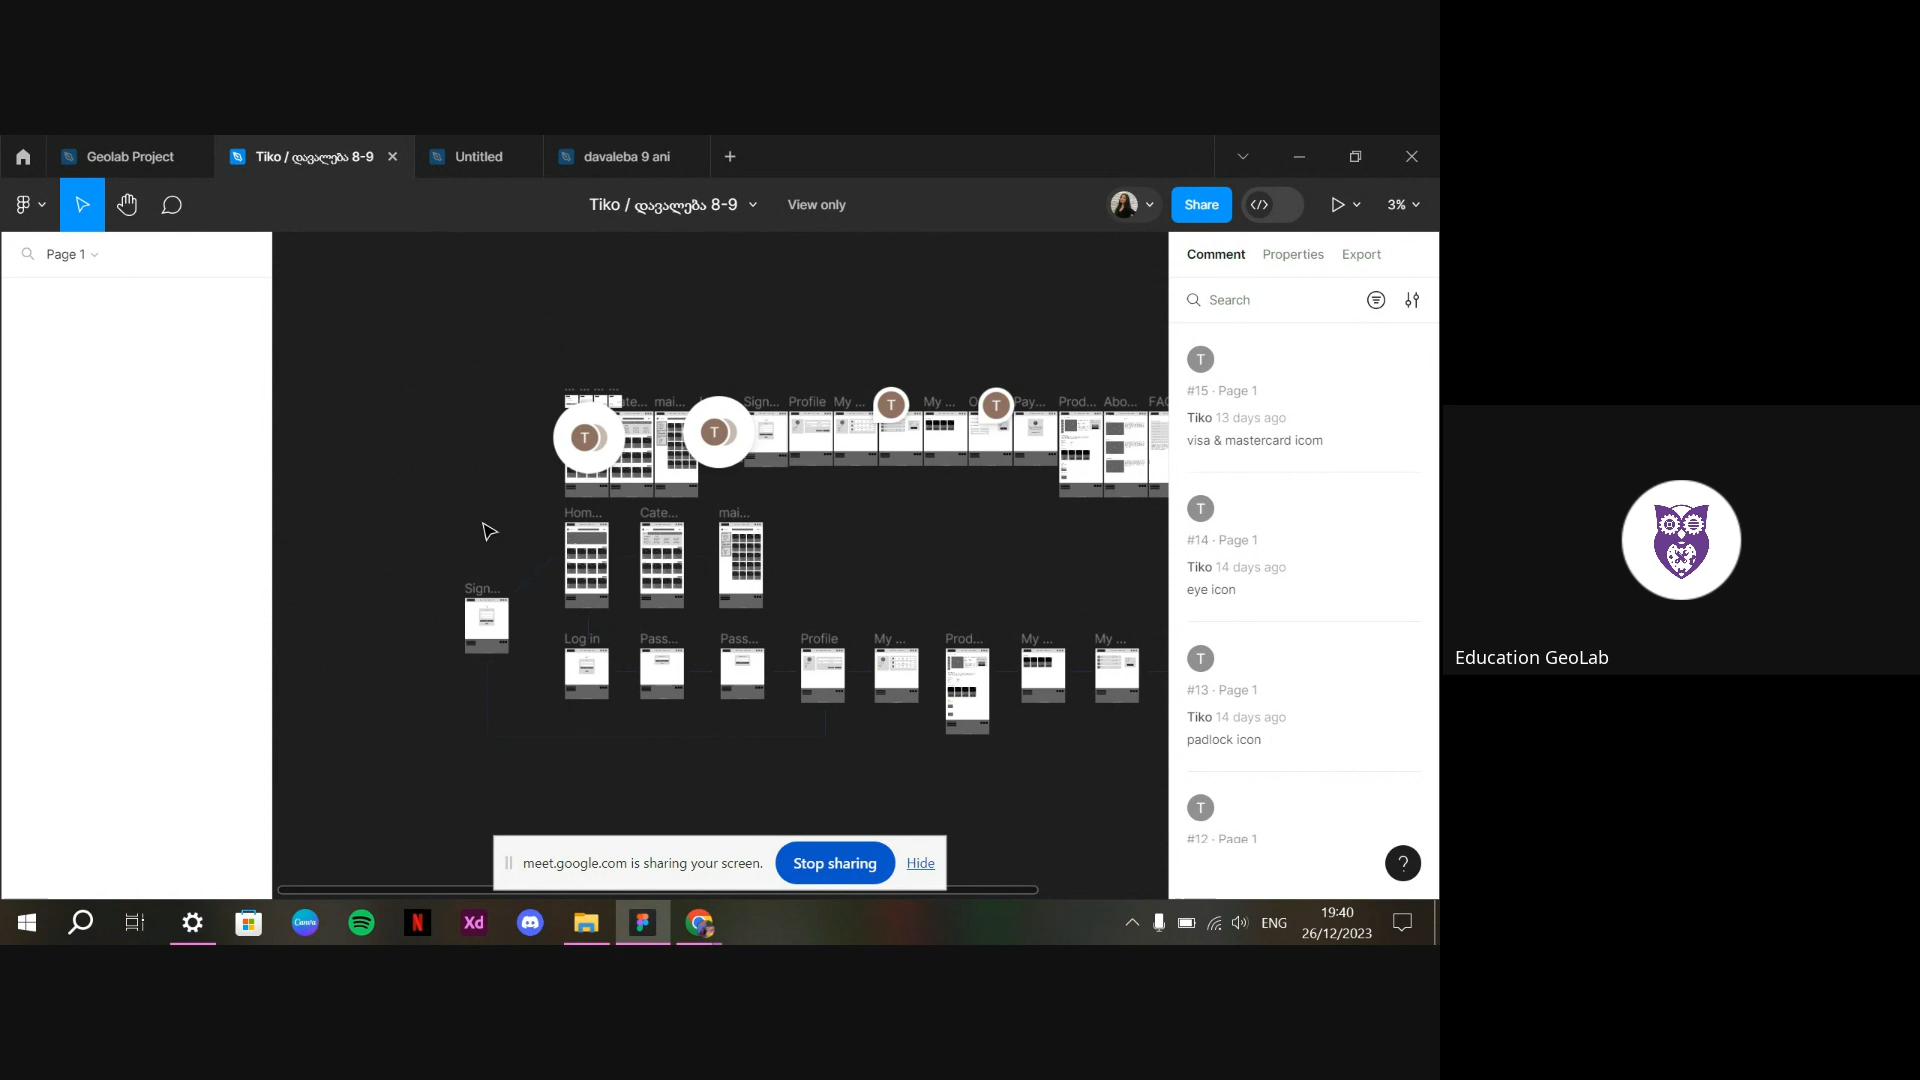 Geolab Project
Tiko / დავალება 8-9
Untitled
davaleba 9 ani
Tiko / დავალება 8-9
View only
Share
3%
Page 1
Comment
Properties
Export
Search
T
#15 · Page 1
Tiko 13 days ago
visa & mastercard icom
T
#14 · Page 1
Tiko 14 days ago
eye icon
T
#13 · Page 1
Tiko 14 days ago
padlock icon
T
#12 · Page 1
mai...
Sign...
Profile
My ...
My ...
Pay...
Prod...
Abo...
T
T
T
T
Hom...
Cate...
mai...
Sign...
Log in
Pass...
Pass...
Profile
My ...
Prod...
My ...
My ...
meet.google.com is sharing your screen.
Stop sharing
Hide
?
Canva
N
Xd
ENG
19:40
26/12/2023
Education GeoLab